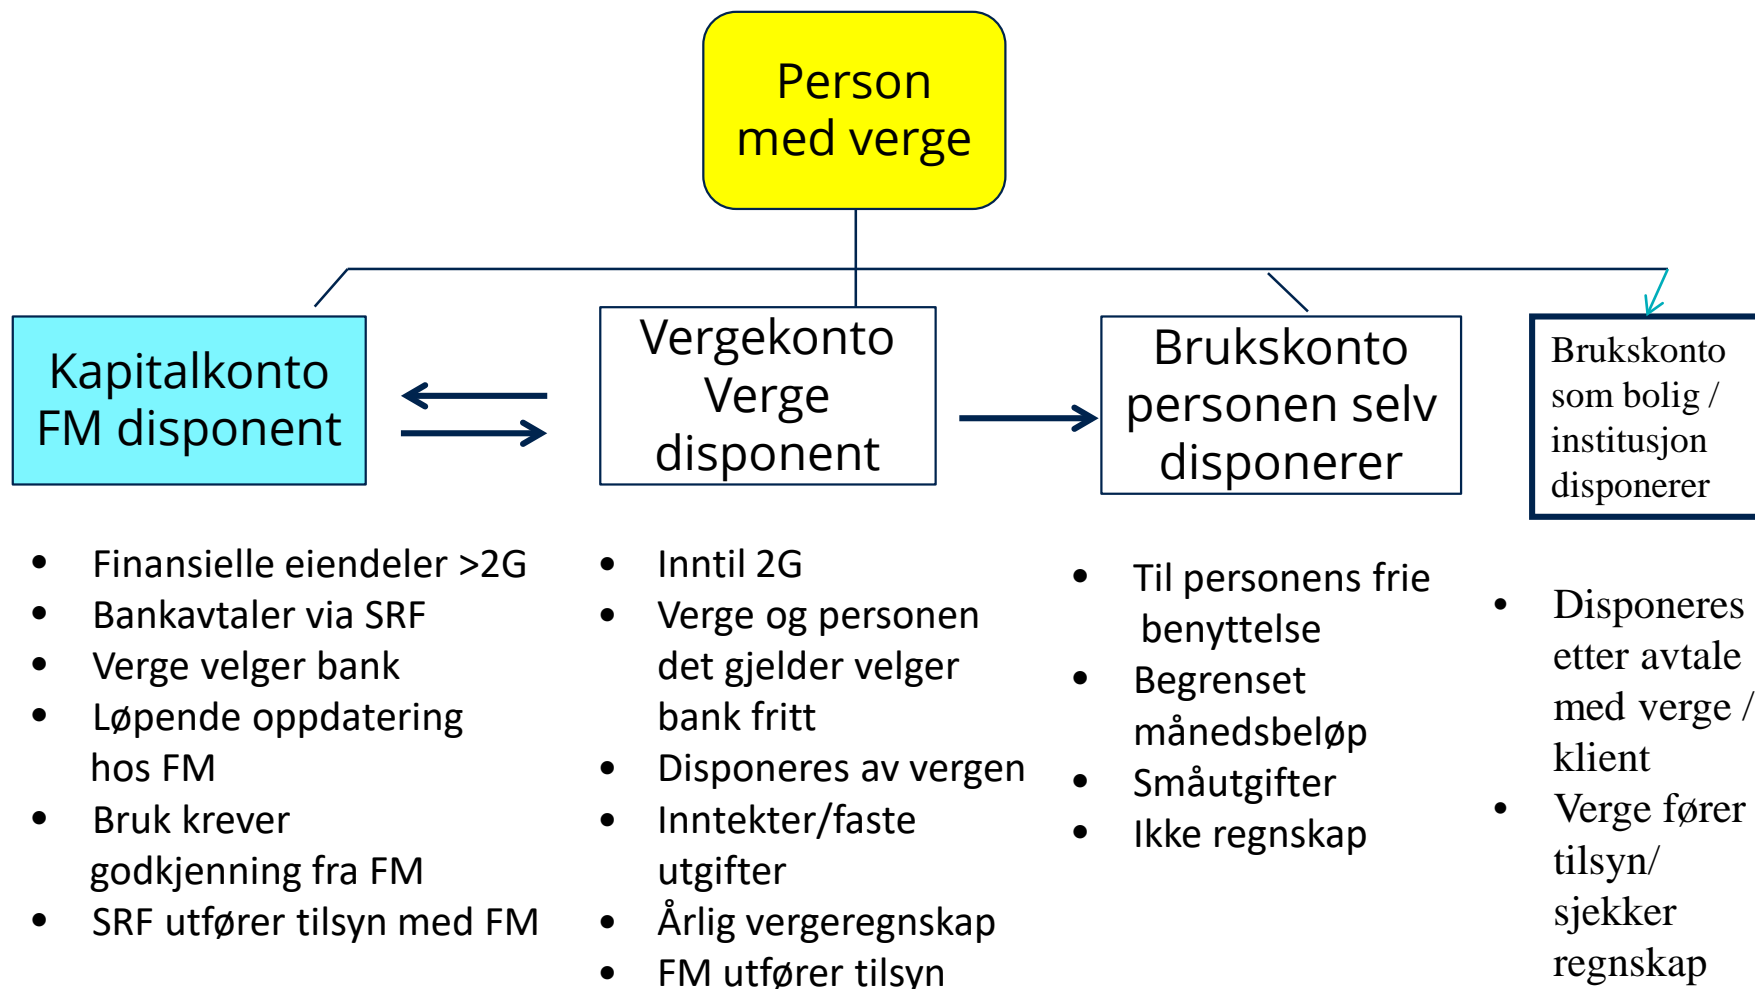 Person
med verge
Kapitalkonto
FM disponent
Vergekonto
Verge
disponent
Brukskonto
personen selv
disponerer
Brukskonto
som bolig /
institusjon
disponerer
• Finansielle eiendeler >2G
• Bankavtaler via SRF
• Verge velger bank
• Løpende oppdatering
hos FM
• Bruk krever
godkjenning fra FM
• SRF utfører tilsyn med FM
• Inntil 2G
• Verge og personen
det gjelder velger
bank fritt
• Disponeres av vergen
• Inntekter/faste
utgifter
• Årlig vergeregnskap
• FM utfører tilsyn
• Til personens frie
benyttelse
• Begrenset
månedsbeløp
• Småutgifter
• Ikke regnskap
• Disponeres
etter avtale
med verge /
klient
• Verge fører
tilsyn/
sjekker
regnskap